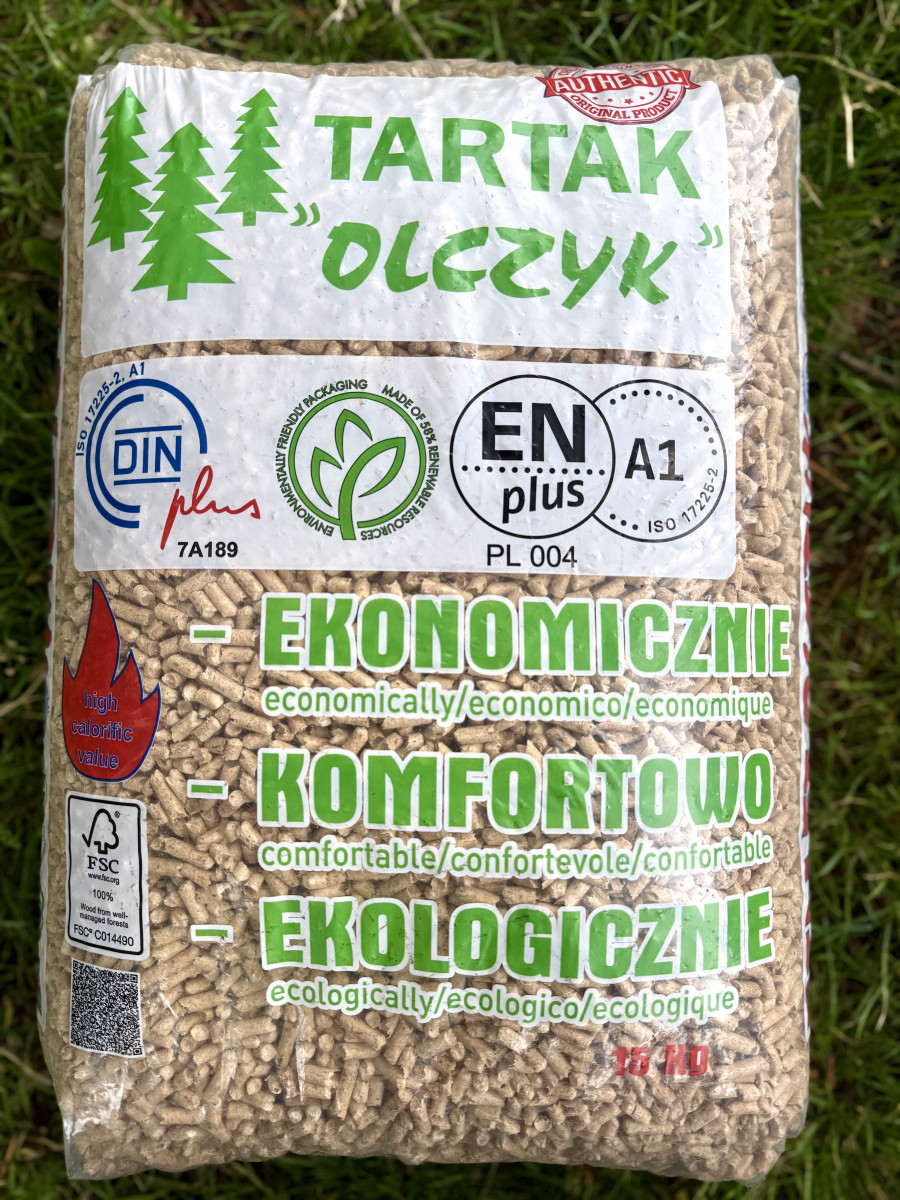 AUTHENTIC
ORIGINAL PRODUCT
TARTAK
"OLCZYK"
ISO 17225-2, A1
DIN
plus
7A189
ENVIRONMENTALLY FRIENDLY PACKAGING
MADE OF 58% RENEWABLE RESOURCES
EN
plus
A1
ISO 17225-2
PL 004
- EKONOMICZNIE
economically/economico/economique
high
calorific
value
- KOMFORTOWO
comfortable/confortevole/confortable
FSC®
www.fsc.org
100%
Wood from well-
managed forests
FSC® C014490
- EKOLOGICZNIE
ecologically/ecologico/ecologique
15 KG